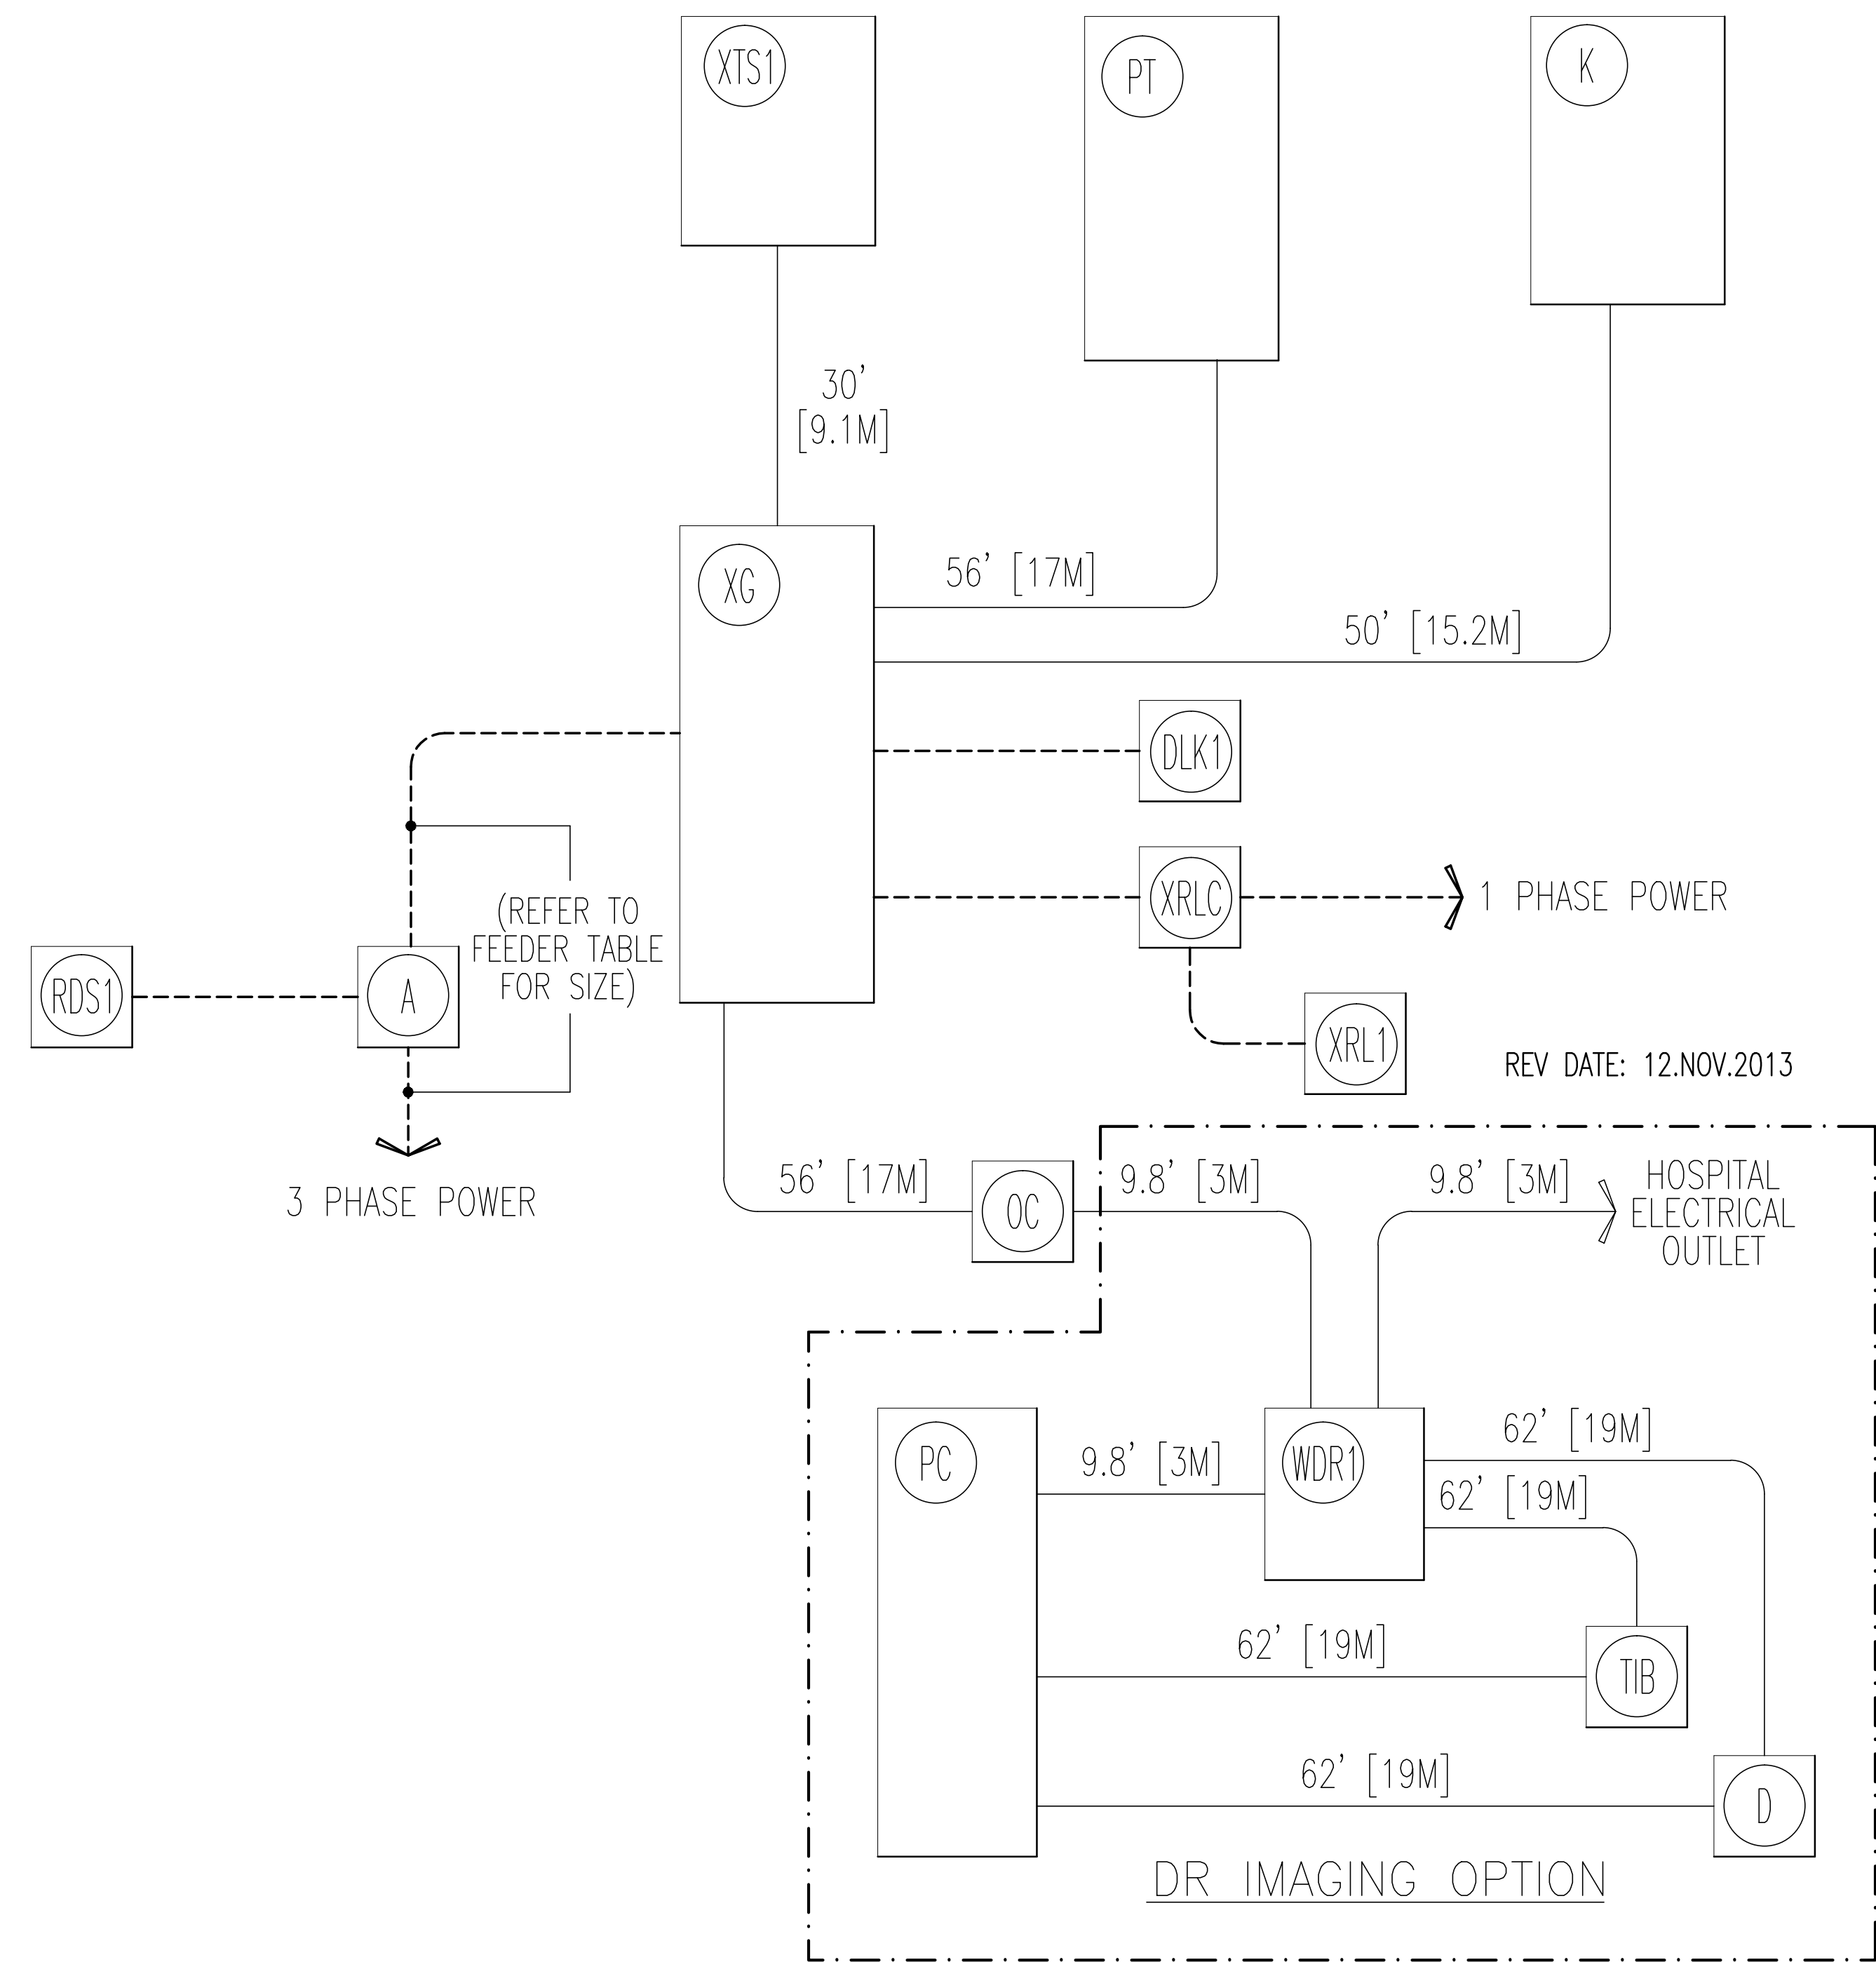 XTS1
PT
K
30'
[9.1M]
XG
56' [17M]
50' [15.2M]
DLK1
XRLC
1 PHASE POWER
(REFER TO
FEEDER TABLE
FOR SIZE)
RDS1
A
XRL1
REV DATE: 12.NOV.2013
3 PHASE POWER
56' [17M]
OC
9.8' [3M]
9.8' [3M]
HOSPITAL
ELECTRICAL
OUTLET
PC
9.8' [3M]
WDR1
62' [19M]
62' [19M]
62' [19M]
TIB
62' [19M]
D
DR IMAGING OPTION